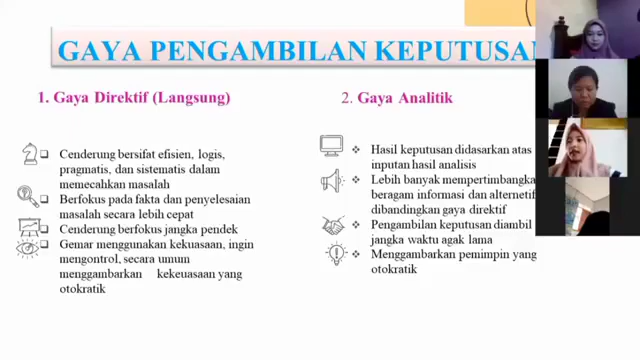 GAYA PENGAMBILAN KEPUTUSAN
1. Gaya Direktif (Langsung)
Cenderung bersifat efisien, logis,
pragmatis, dan sistematis dalam
memecahkan masalah
Berfokus pada fakta dan penyelesaian
masalah secara lebih cepat
Cenderung berfokus jangka pendek
Gemar menggunakan kekuasaan, ingin
mengontrol, secara umum
menggambarkan kekeuasaan yang
otokratik
2. Gaya Analitik
Hasil keputusan didasarkan atas
inputan hasil analisis
Lebih banyak mempertimbangka
beragam informasi dan alternetif
dibandingkan gaya direktif
Pengambilan keputusan diambil
jangka waktu agak lama
Menggambarkan pemimpin yang
otokratik